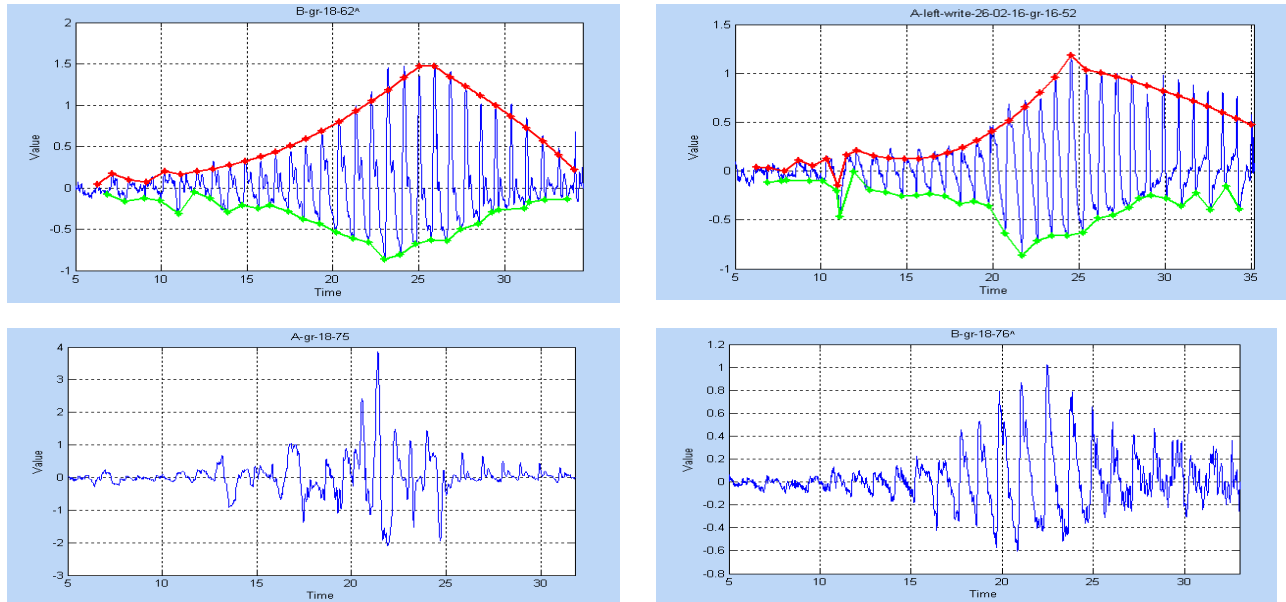 B-gr-18-62^
2
1.5
1
0.5
0
-0.5
-1
Value
5 10 15 20 25 30
Time
A-left-write-26-02-16-gr-16-52
1.5
1
0.5
0
-0.5
-1
Value
5 10 15 20 25 30 35
Time
A-gr-18-75
4
3
2
1
0
-1
-2
-3
Value
5 10 15 20 25 30
Time
B-gr-18-76^
1.2
1
0.8
0.6
0.4
0.2
0
-0.2
-0.4
-0.6
-0.8
Value
5 10 15 20 25 30
Time